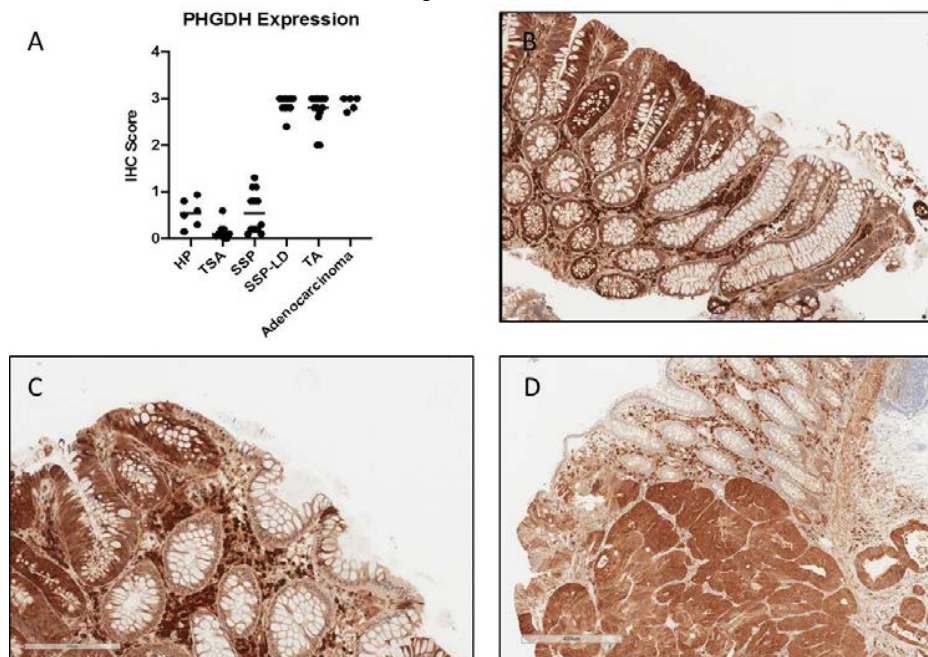 PHGDH Expression
A
4
3
2
1
0
IHC Score
HP
TSA
SSP
SSP-LD
TA
Adenocarcinoma
B
C
D